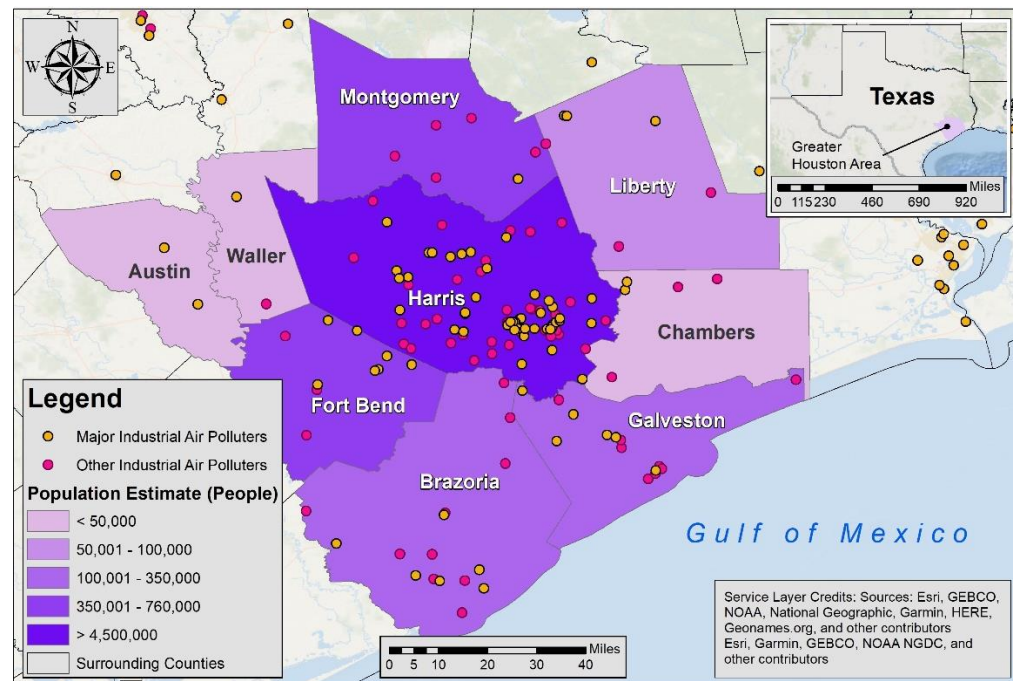 N
W E
S
Montgomery
Liberty
Waller
Austin
Harris
Chambers
Fort Bend
Galveston
Brazoria
Gulf of Mexico
Texas
Greater
Houston Area
Miles
0 115 230 460 690 920
Legend
Major Industrial Air Polluters
Other Industrial Air Polluters
Population Estimate (People)
< 50,000
50,001 - 100,000
100,001 - 350,000
350,001 - 760,000
> 4,500,000
Surrounding Counties
Miles
0 5 10 20 30 40
Service Layer Credits: Sources: Esri, GEBCO,
NOAA, National Geographic, Garmin, HERE,
Geonames.org, and other contributors
Esri, Garmin, GEBCO, NOAA NGDC, and
other contributors